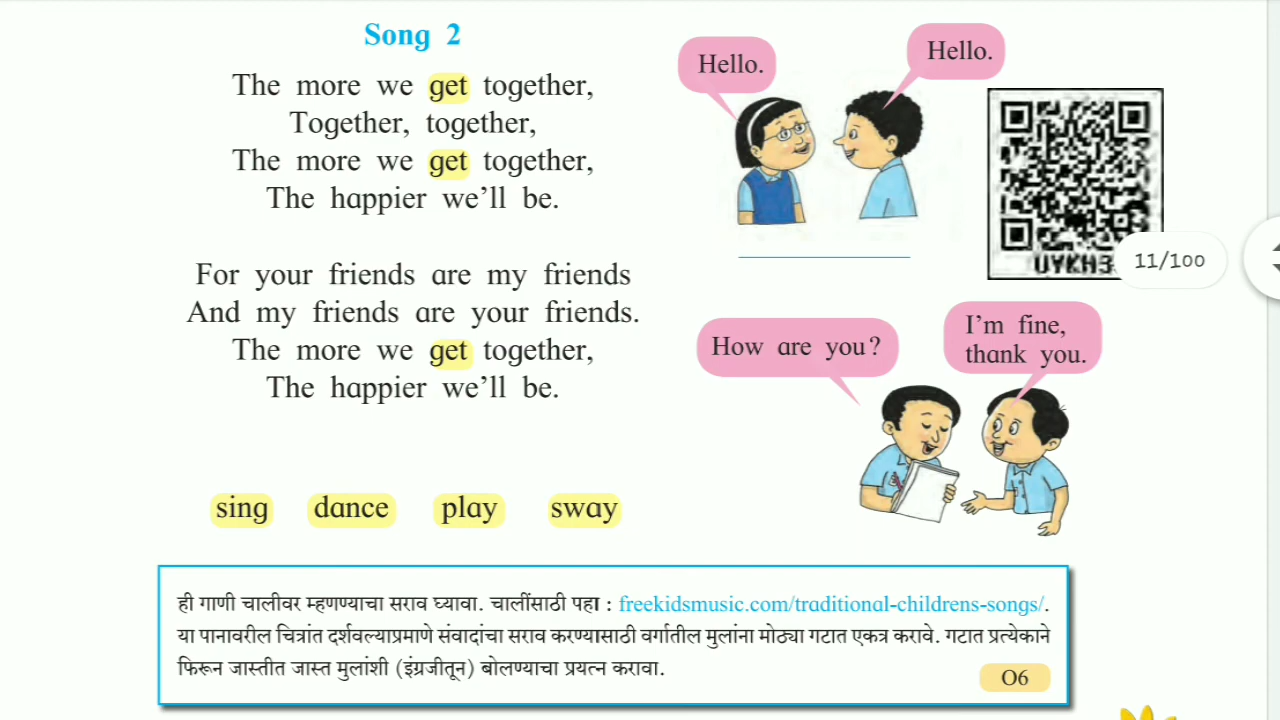 Song 2
The more we get together,
Together, together,
The more we get together,
The happier we'll be.
For your friends are my friends
And my friends are your friends.
The more we get together,
The happier we'll be.
sing dance play sway
Hello.
Hello.
11/100
How are you?
I'm fine,
thank you.
ही गाणी चालीवर म्हणण्याचा सराव घ्यावा. चालींसाठी पहा : freekidsmusic.com/traditional-childrens-songs/.
या पानावरील चित्रांत दर्शवल्याप्रमाणे संवादांचा सराव करण्यासाठी वर्गातील मुलांना मोठ्या गटात एकत्र करावे. गटात प्रत्येकाने
फिरून जास्तीत जास्त मुलांशी (इंग्रजीतून) बोलण्याचा प्रयत्न करावा.
O6